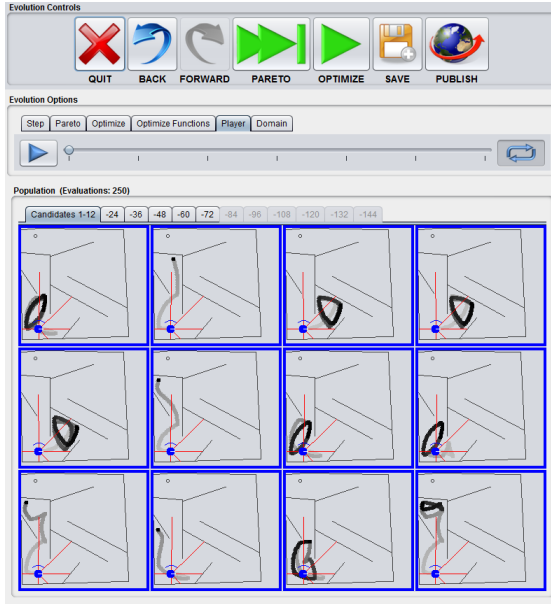 Evolution Controls
QUIT BACK FORWARD PARETO OPTIMIZE SAVE PUBLISH
Evolution Options
Step Pareto Optimize Optimize Functions Player Domain
Population (Evaluations: 250)
Candidates 1-12 -24 -36 -48 -60 -72 -84 -96 -108 -120 -132 -144